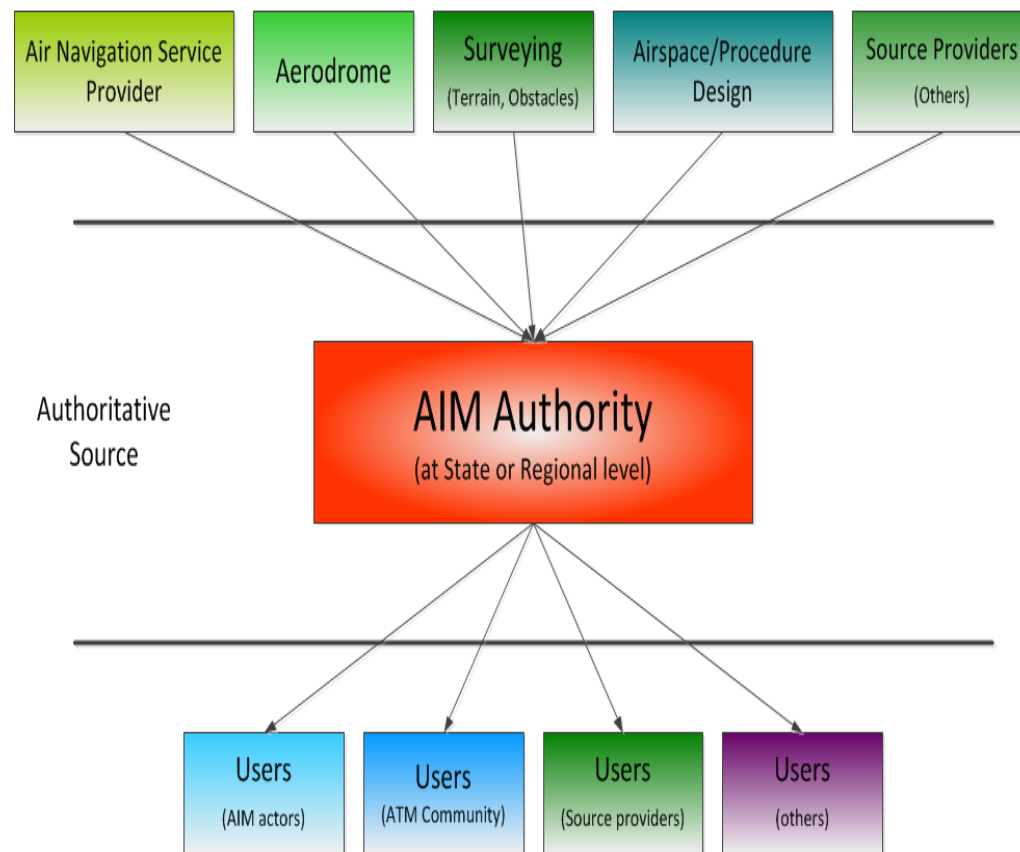 Air Navigation Service
Provider
Aerodrome
Surveying
(Terrain, Obstacles)
Airspace/Procedure
Design
Source Providers
(Others)
Authoritative
Source
AIM Authority
(at State or Regional level)
Users
(AIM actors)
Users
(ATM Community)
Users
(Source providers)
Users
(others)